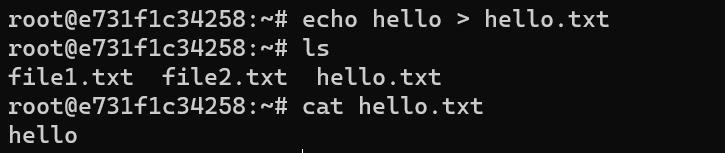 root@e731f1c34258:~# echo hello > hello.txt
root@e731f1c34258:~# ls
file1.txt  file2.txt  hello.txt
root@e731f1c34258:~# cat hello.txt
hello